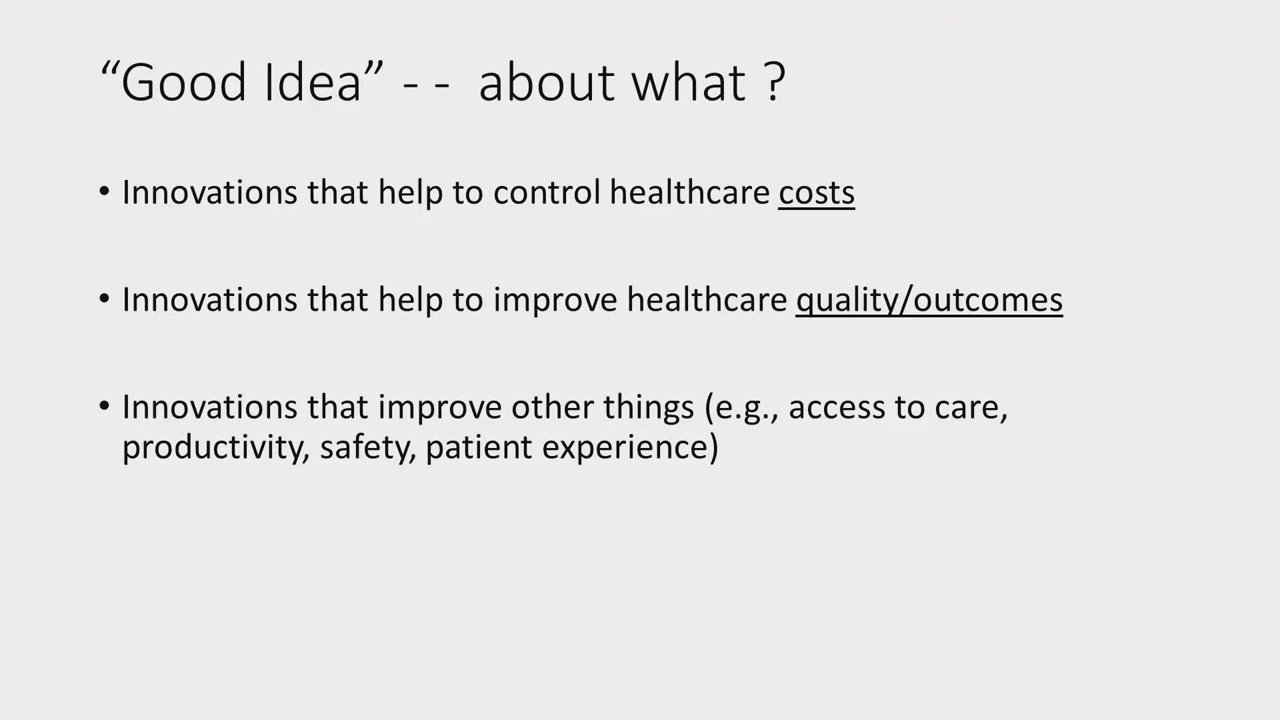 “Good Idea” - -  about what ?
• Innovations that help to control healthcare costs
• Innovations that help to improve healthcare quality/outcomes
• Innovations that improve other things (e.g., access to care,
productivity, safety, patient experience)